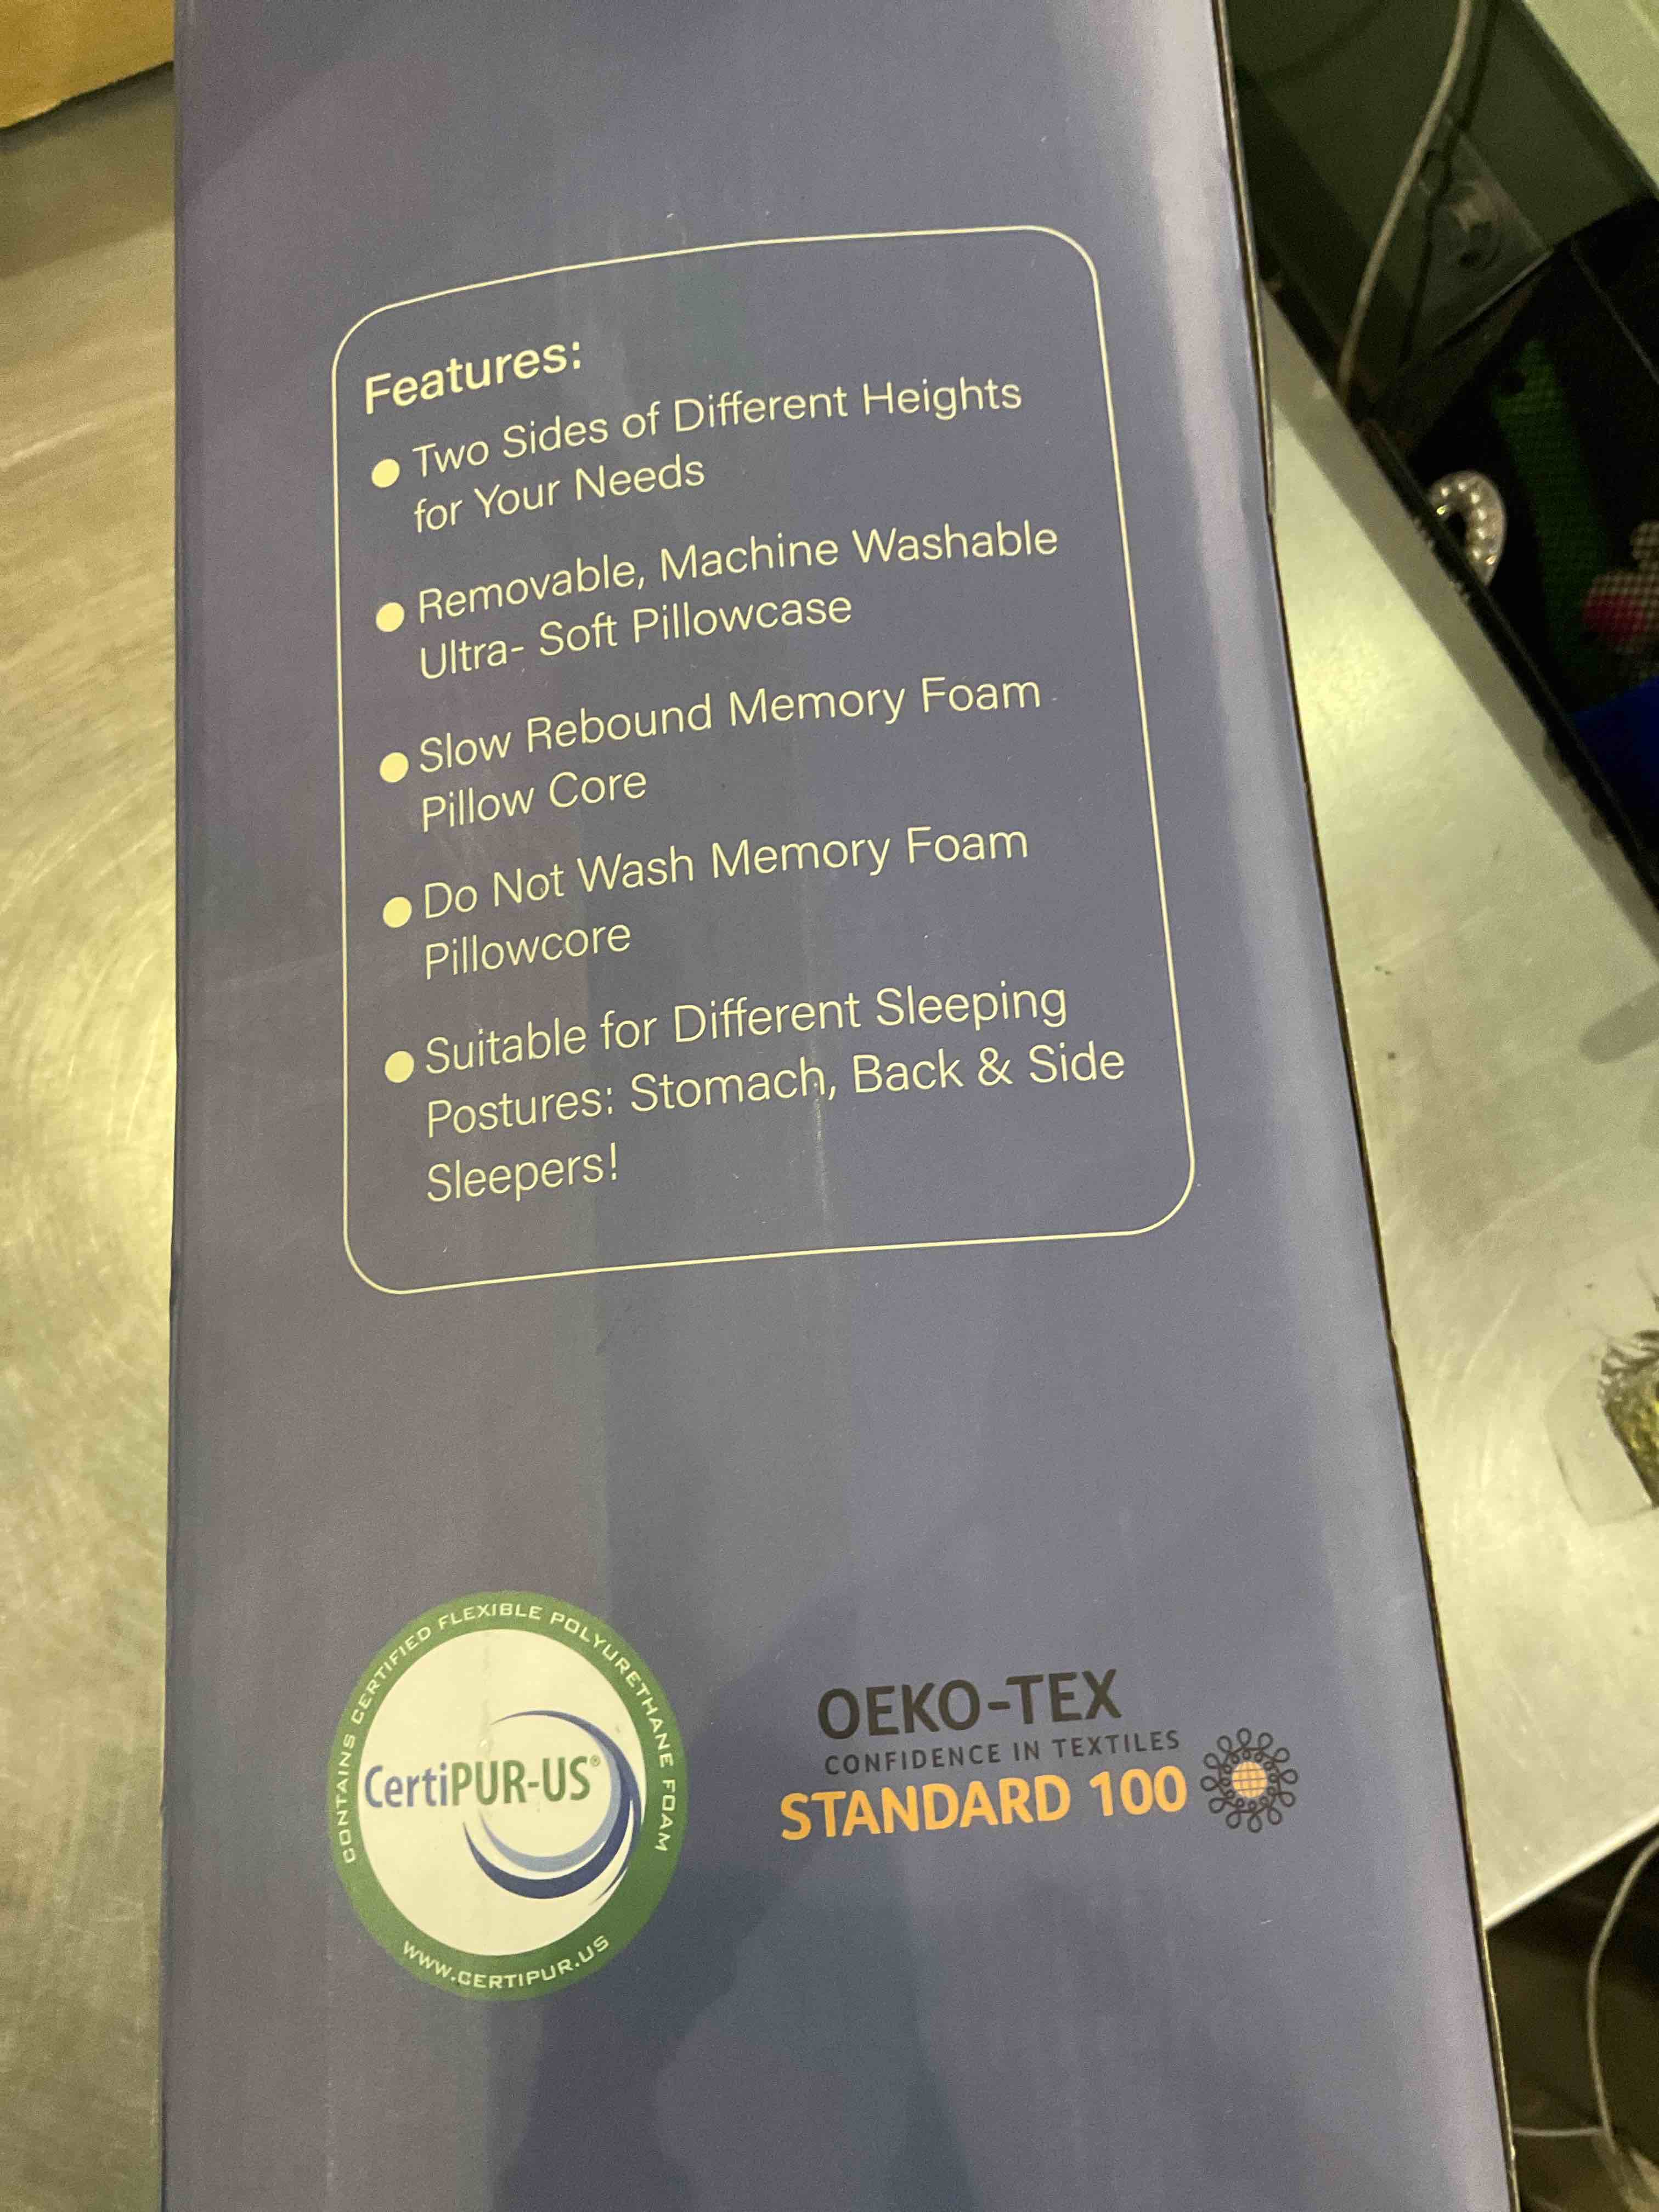 Features:
● Two Sides of Different Heights
for Your Needs
● Removable, Machine Washable
Ultra- Soft Pillowcase
● Slow Rebound Memory Foam
Pillow Core
● Do Not Wash Memory Foam
Pillowcore
● Suitable for Different Sleeping
Postures: Stomach, Back & Side
Sleepers!
CONTAINS CERTIFIED FLEXIBLE POLYURETHANE FOAM
CertiPUR-US®
WWW.CERTIPUR.US
OEKO-TEX
CONFIDENCE IN TEXTILES
STANDARD 100